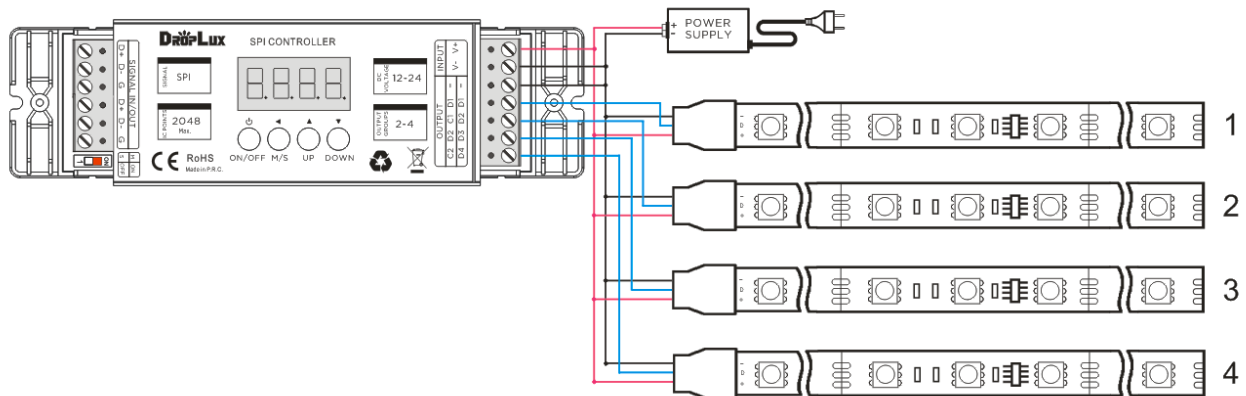 DROPLUX SPI CONTROLLER
D+ D- G D+ D- G
SIGNAL IN/OUT
SIGNAL
SPI
IC POINTS
2048
Max.
DC
VOLTAGE
12-24
OUTPUT
GROUPS
2-4
ON/OFF M/S UP DOWN
CE RoHS
Made in P.R.C.
ON
INPUT
V+
V-
OUTPUT
- -
C1 D1
D2 D2
C2 D3
D4
POWER
SUPPLY
+
-
- D +
1
- D +
2
- D +
3
- D +
4